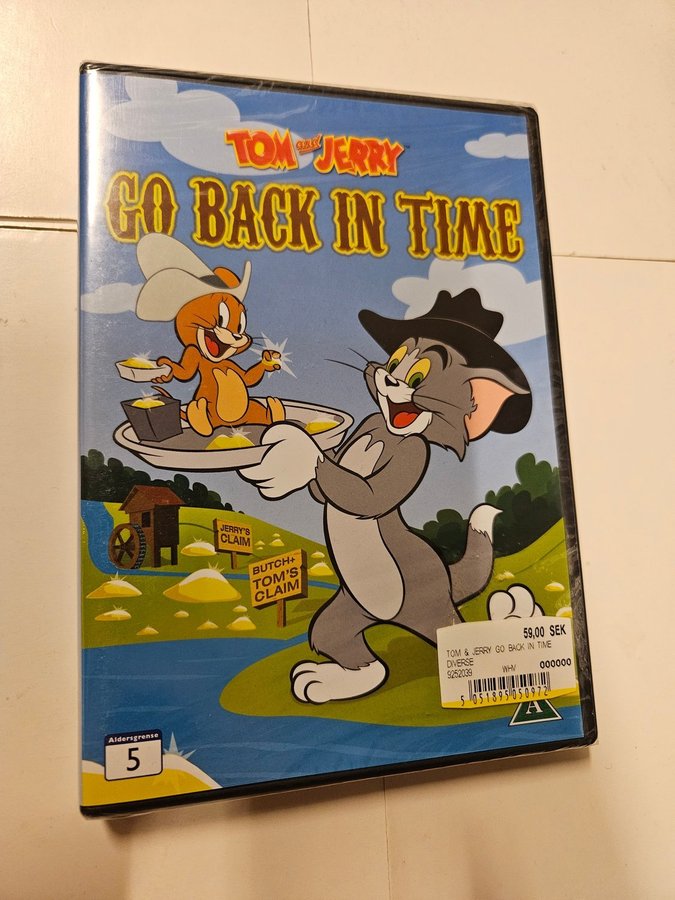 TOM and JERRY
GO BACK IN TIME
JERRY'S
CLAIM
BUTCH+
TOM'S
CLAIM
59,00 SEK
TOM & JERRY GO BACK IN TIME
DIVERSE
9252039 WHV 000000
5 051895 050972
A
Aldersgrense
5